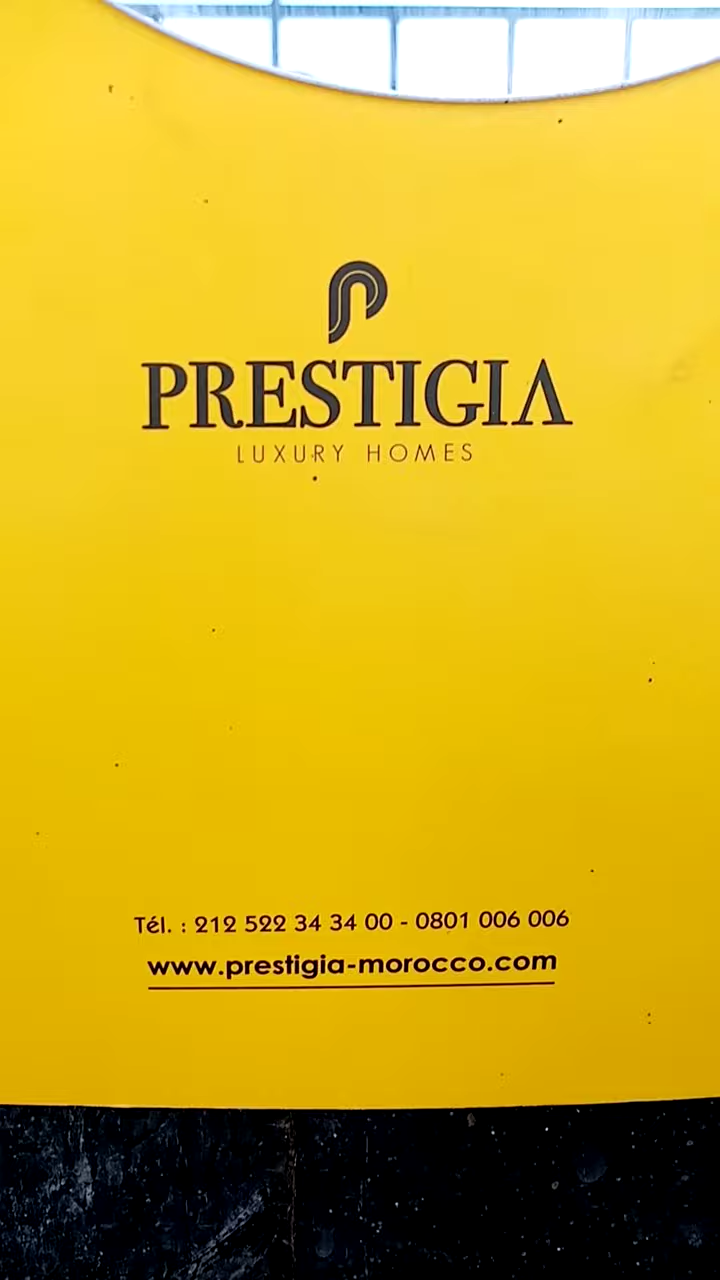 PRESTIGIA
LUXURY HOMES
Tél. : 212 522 34 34 00 - 0801 006 006
www.prestigia-morocco.com